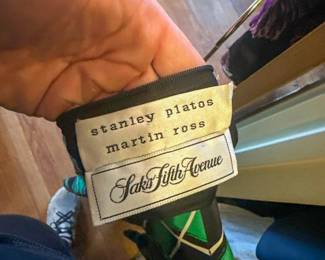 stanley platos
martin ross
Saks Fifth Avenue